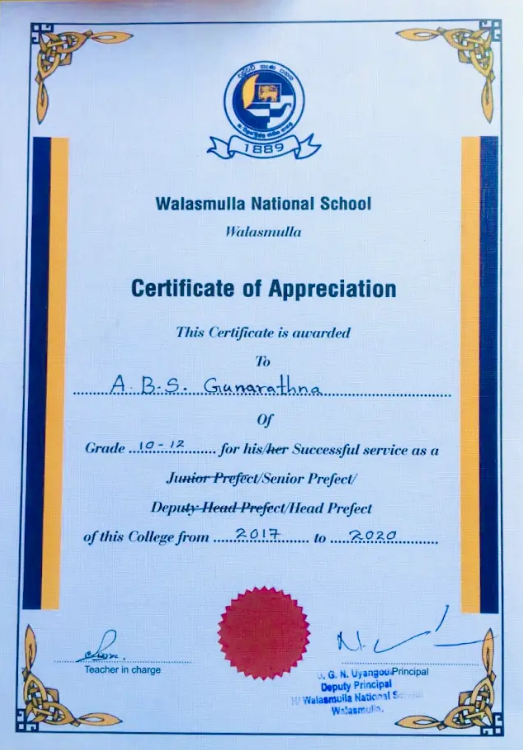 1889
Walasmulla National School
Walasmulla
Certificate of Appreciation
This Certificate is awarded
To
A.B.S. Gunarathna
Of
Grade 10-12 for his/her Successful service as a
Junior Prefect/Senior Prefect/
Deputy Head Prefect/Head Prefect
of this College from 2017 to 2020
Teacher in charge
Principal
G. N. Uyangoda
Deputy Principal
Walasmulla National School
Walasmulla.